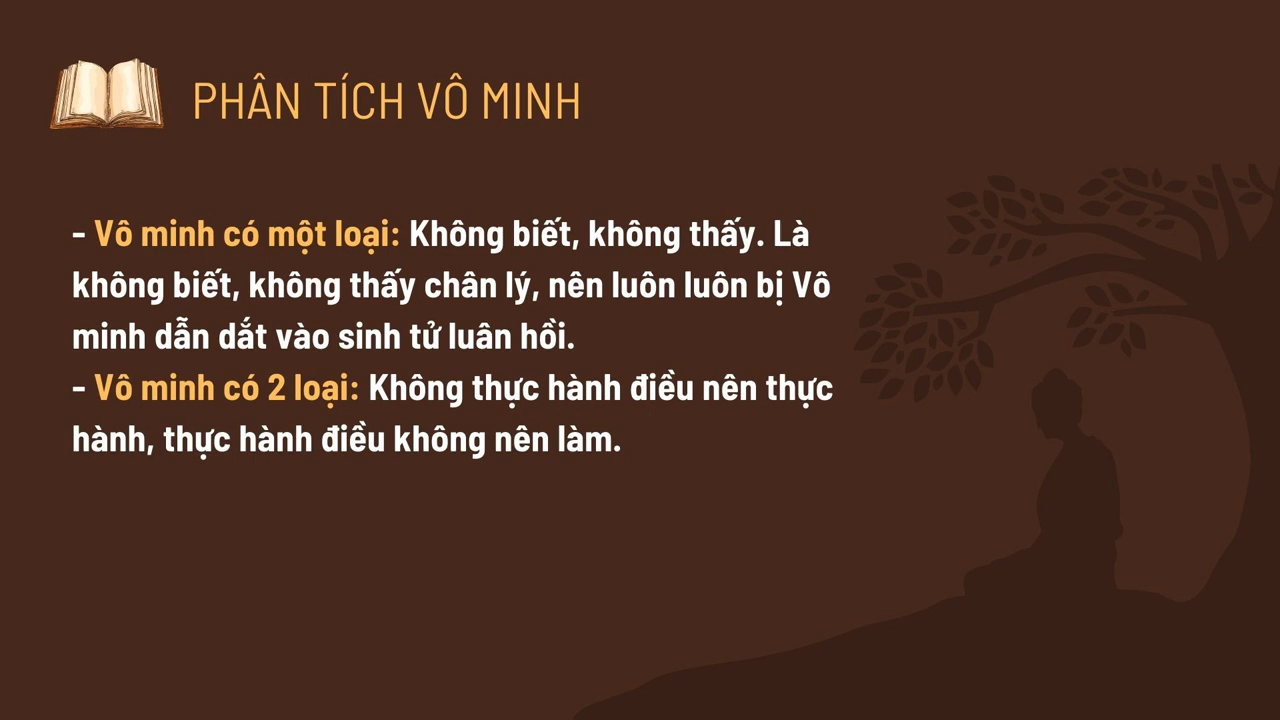 PHÂN TÍCH VÔ MINH
- Vô minh có một loại: Không biết, không thấy. Là
không biết, không thấy chân lý, nên luôn luôn bị Vô
minh dẫn dắt vào sinh tử luân hồi.
- Vô minh có 2 loại: Không thực hành điều nên thực
hành, thực hành điều không nên làm.